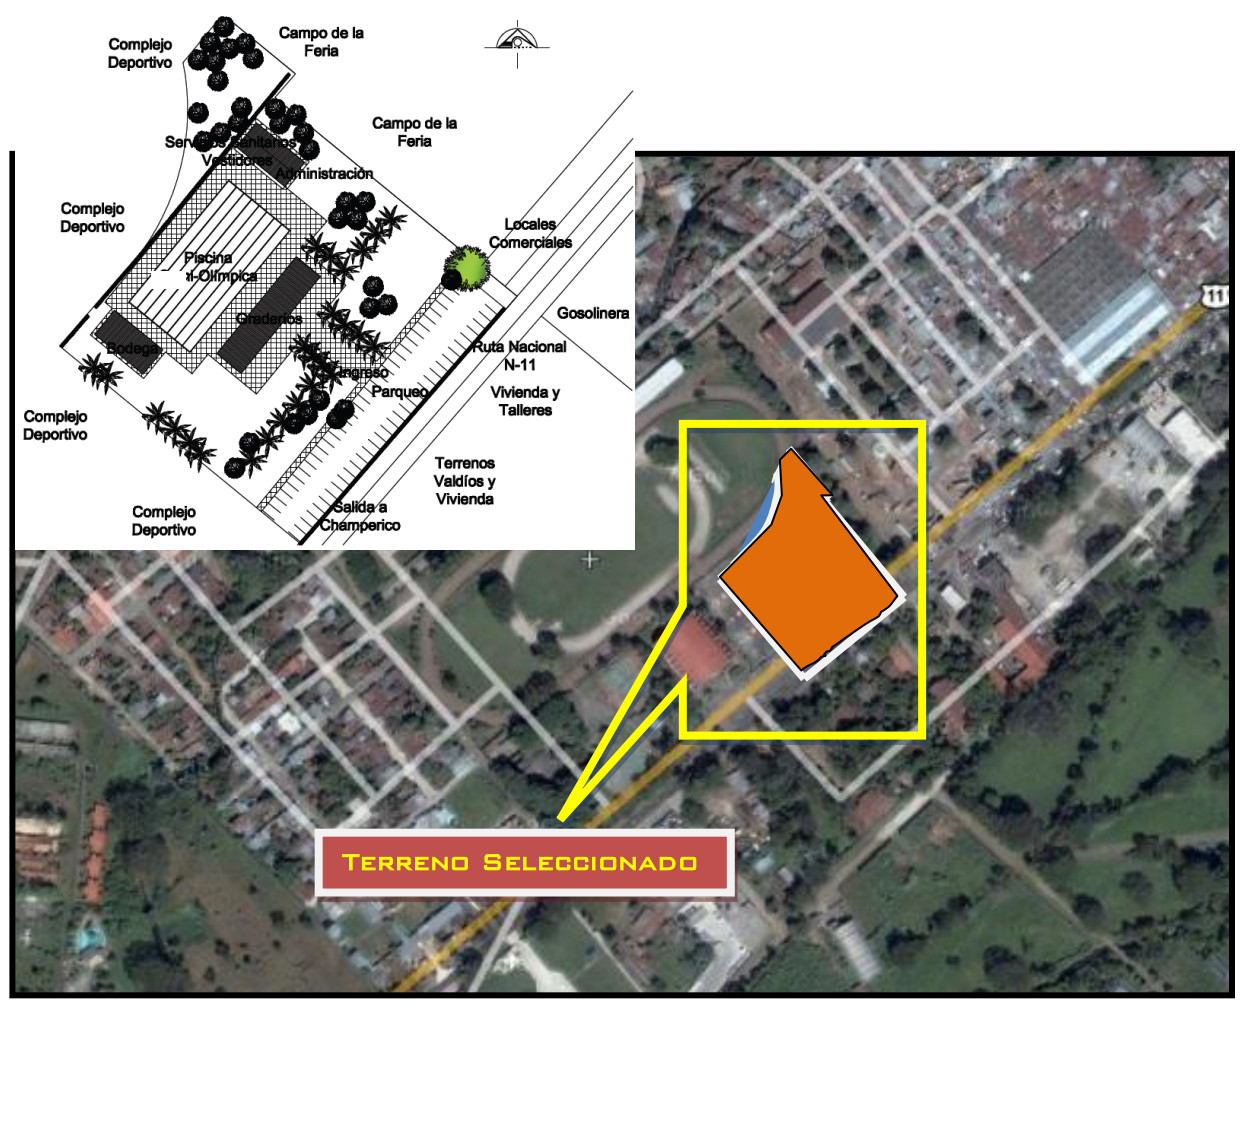 Complejo
Deportivo
Campo de la
Feria
Campo de la
Feria
Servicios Sanitarios
Vestidores
Administración
Complejo
Deportivo
Locales
Comerciales
Piscina
i-Olímpica
Gosolinera
Graderios
Bodega
Ruta Nacional
N-11
Ingreso
Parqueo
Vivienda y
Talleres
Complejo
Deportivo
Terrenos
Valdíos y
Vivienda
Complejo
Deportivo
Salida a
Champerico
11
Terreno Seleccionado